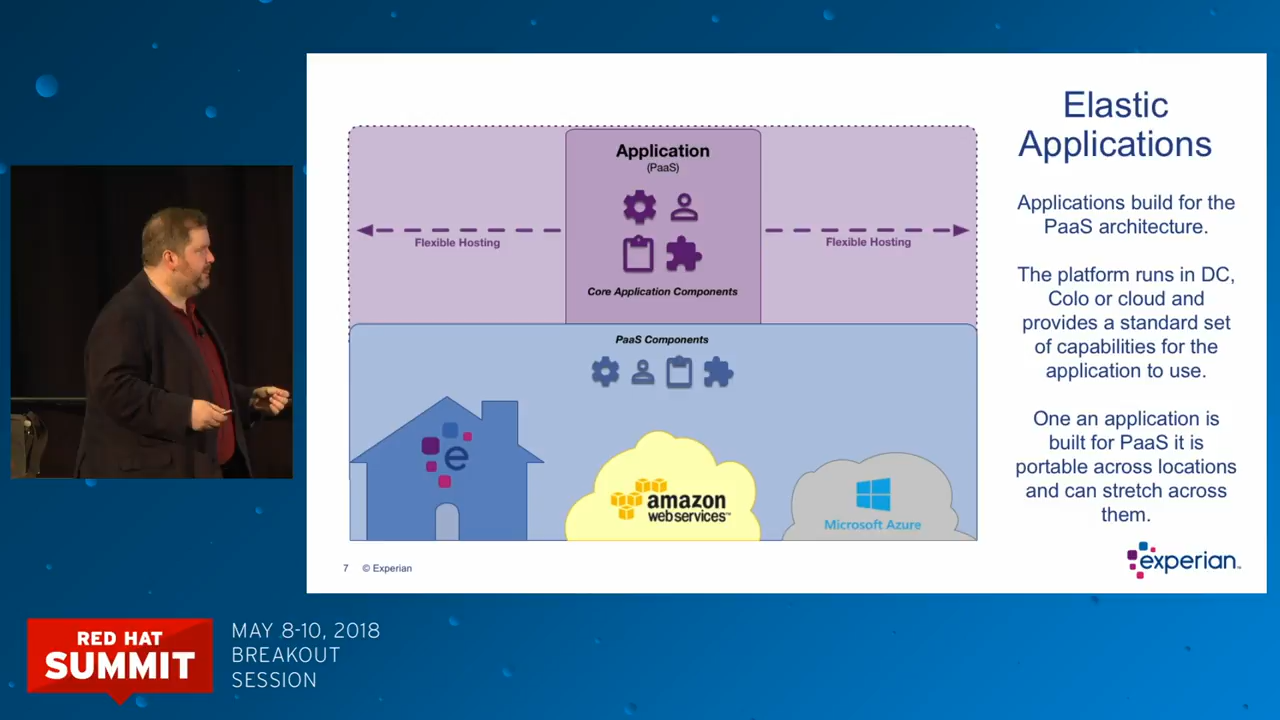 Elastic
Applications
Application
(PaaS)
Flexible Hosting
Flexible Hosting
Core Application Components
Applications build for the
PaaS architecture.
The platform runs in DC,
Colo or cloud and
provides a standard set
of capabilities for the
application to use.
One an application is
built for PaaS it is
portable across locations
and can stretch across
them.
PaaS Components
e
amazon
web services™
Microsoft Azure
7 © Experian
experian™
RED HAT
SUMMIT
MAY 8-10, 2018
BREAKOUT
SESSION